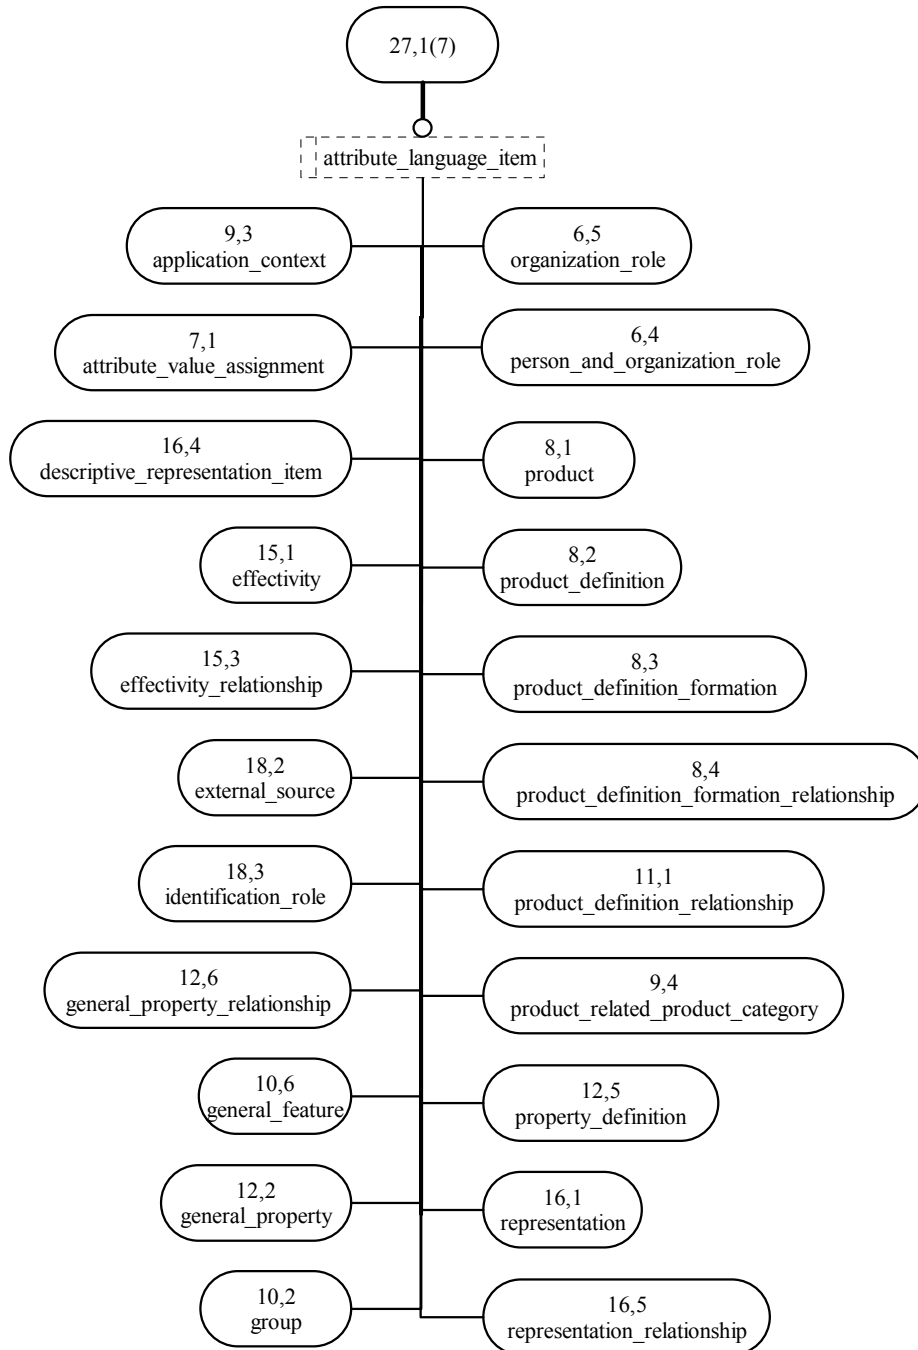 27,1(7)
attribute_language_item
9,3
application_context
6,5
organization_role
7,1
attribute_value_assignment
6,4
person_and_organization_role
16,4
descriptive_representation_item
8,1
product
15,1
effectivity
8,2
product_definition
15,3
effectivity_relationship
8,3
product_definition_formation
18,2
external_source
8,4
product_definition_formation_relationship
18,3
identification_role
11,1
product_definition_relationship
12,6
general_property_relationship
9,4
product_related_product_category
10,6
general_feature
12,5
property_definition
12,2
general_property
16,1
representation
10,2
group
16,5
representation_relationship